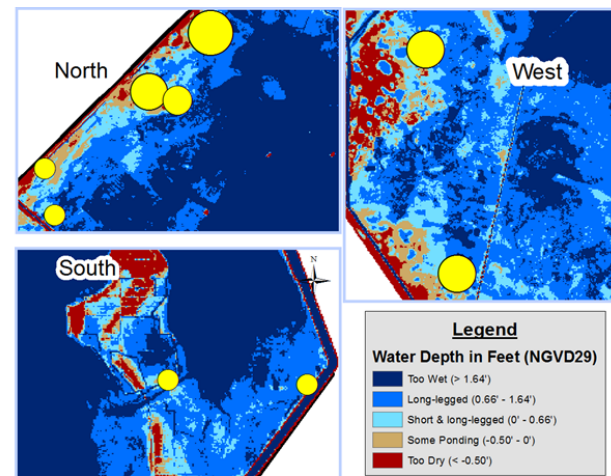 North
West
South
N
Legend
Water Depth in Feet (NGVD29)
Too Wet (> 1.64')
Long-legged (0.66' - 1.64')
Short & long-legged (0' - 0.66')
Some Ponding (-0.50' - 0')
Too Dry (< -0.50')